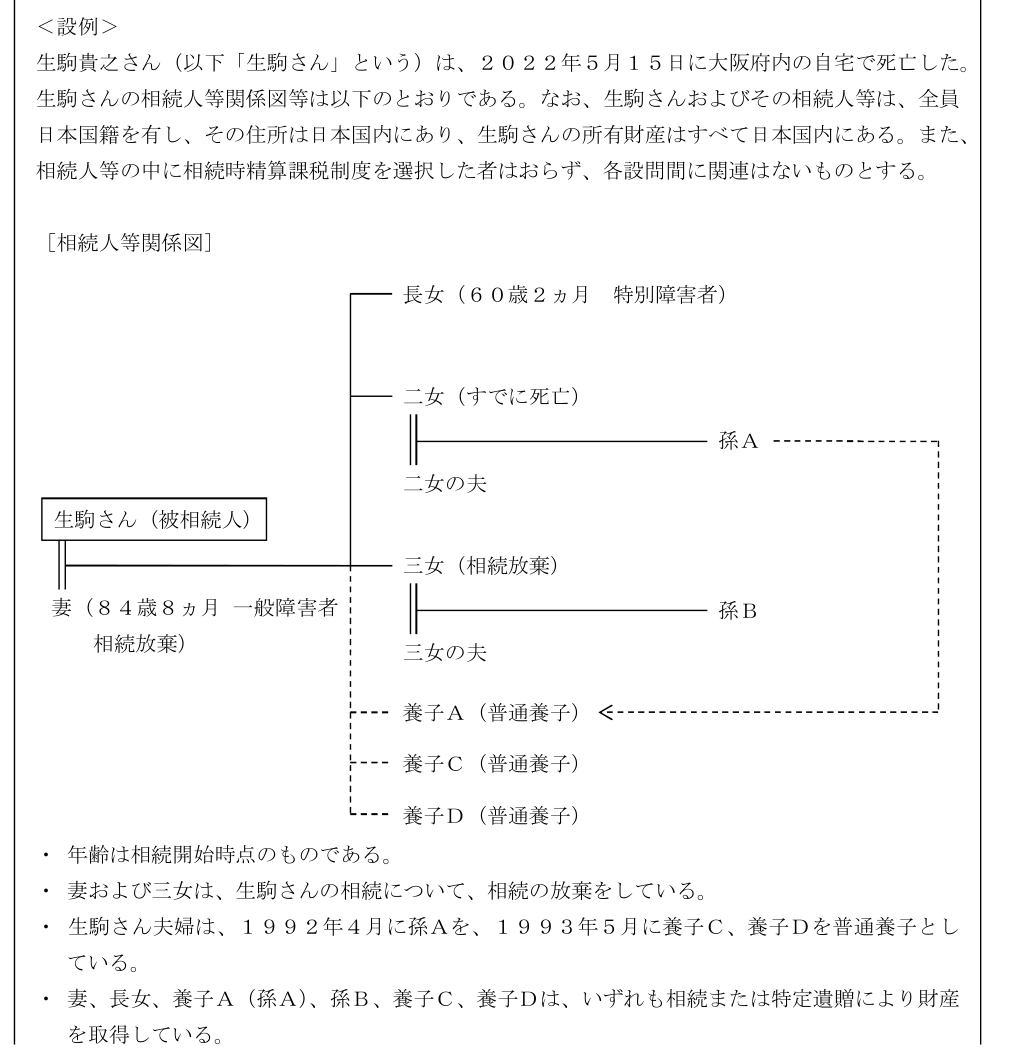 ＜設例＞
生駒貴之さん（以下「生駒さん」という）は、２０２２年５月１５日に大阪府内の自宅で死亡した。
生駒さんの相続人等関係図等は以下のとおりである。なお、生駒さんおよびその相続人等は、全員
日本国籍を有し、その住所は日本国内にあり、生駒さんの所有財産はすべて日本国内にある。また、
相続人等の中に相続時精算課税制度を選択した者はおらず、各設問間に関連はないものとする。
［相続人等関係図］
長女（６０歳２ヵ月　特別障害者）
二女（すでに死亡）
孫Ａ
二女の夫
生駒さん（被相続人）
三女（相続放棄）
妻（８４歳８ヵ月　一般障害者
相続放棄）
孫Ｂ
三女の夫
養子Ａ（普通養子）
養子Ｃ（普通養子）
養子Ｄ（普通養子）
・ 年齢は相続開始時点のものである。
・ 妻および三女は、生駒さんの相続について、相続の放棄をしている。
・ 生駒さん夫婦は、１９９２年４月に孫Ａを、１９９３年５月に養子Ｃ、養子Ｄを普通養子とし
ている。
・ 妻、長女、養子Ａ（孫Ａ）、孫Ｂ、養子Ｃ、養子Ｄは、いずれも相続または特定遺贈により財産
を取得している。